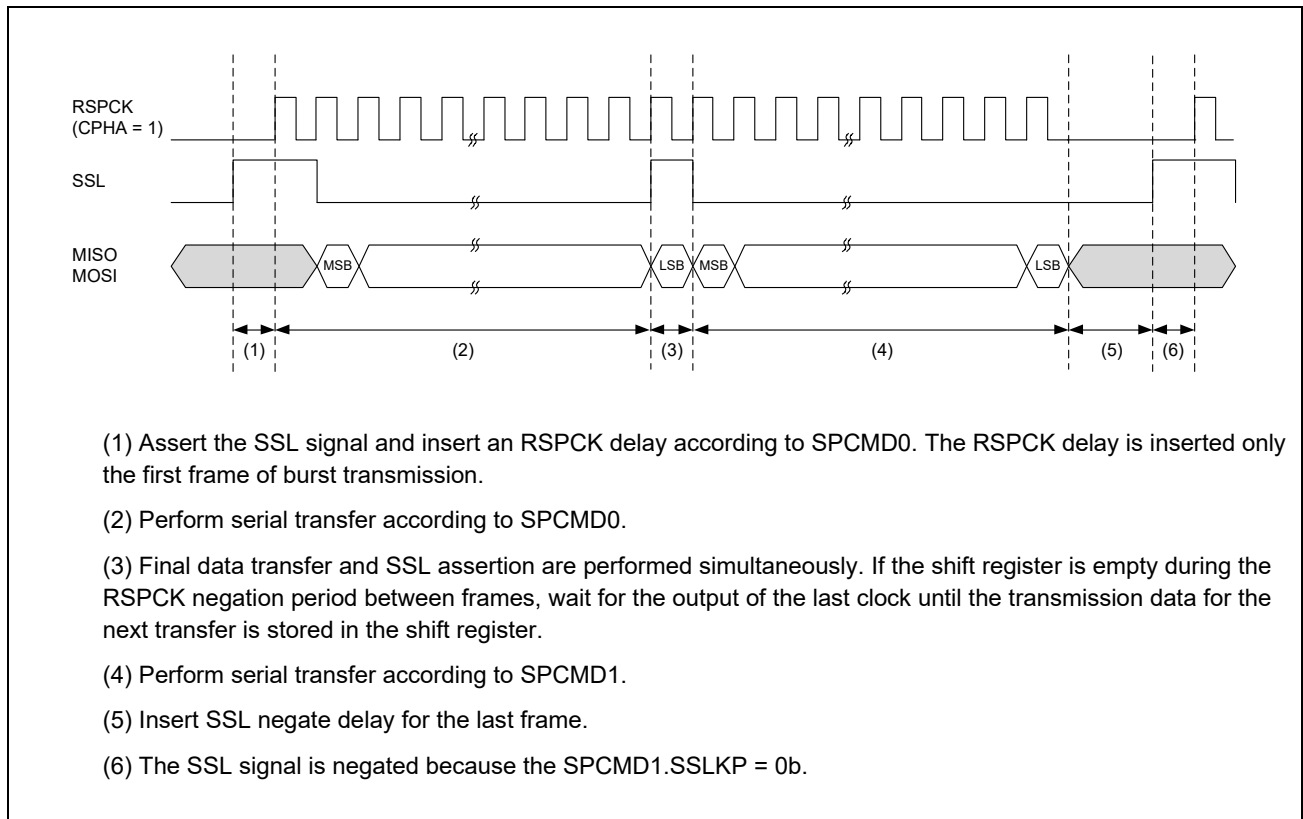 RSPCK
(CPHA = 1)
SSL
MISO
MOSI
MSB
LSB
MSB
LSB
(1)
(2)
(3)
(4)
(5)
(6)
(1) Assert the SSL signal and insert an RSPCK delay according to SPCMD0. The RSPCK delay is inserted only
the first frame of burst transmission.
(2) Perform serial transfer according to SPCMD0.
(3) Final data transfer and SSL assertion are performed simultaneously. If the shift register is empty during the
RSPCK negation period between frames, wait for the output of the last clock until the transmission data for the
next transfer is stored in the shift register.
(4) Perform serial transfer according to SPCMD1.
(5) Insert SSL negate delay for the last frame.
(6) The SSL signal is negated because the SPCMD1.SSLKP = 0b.